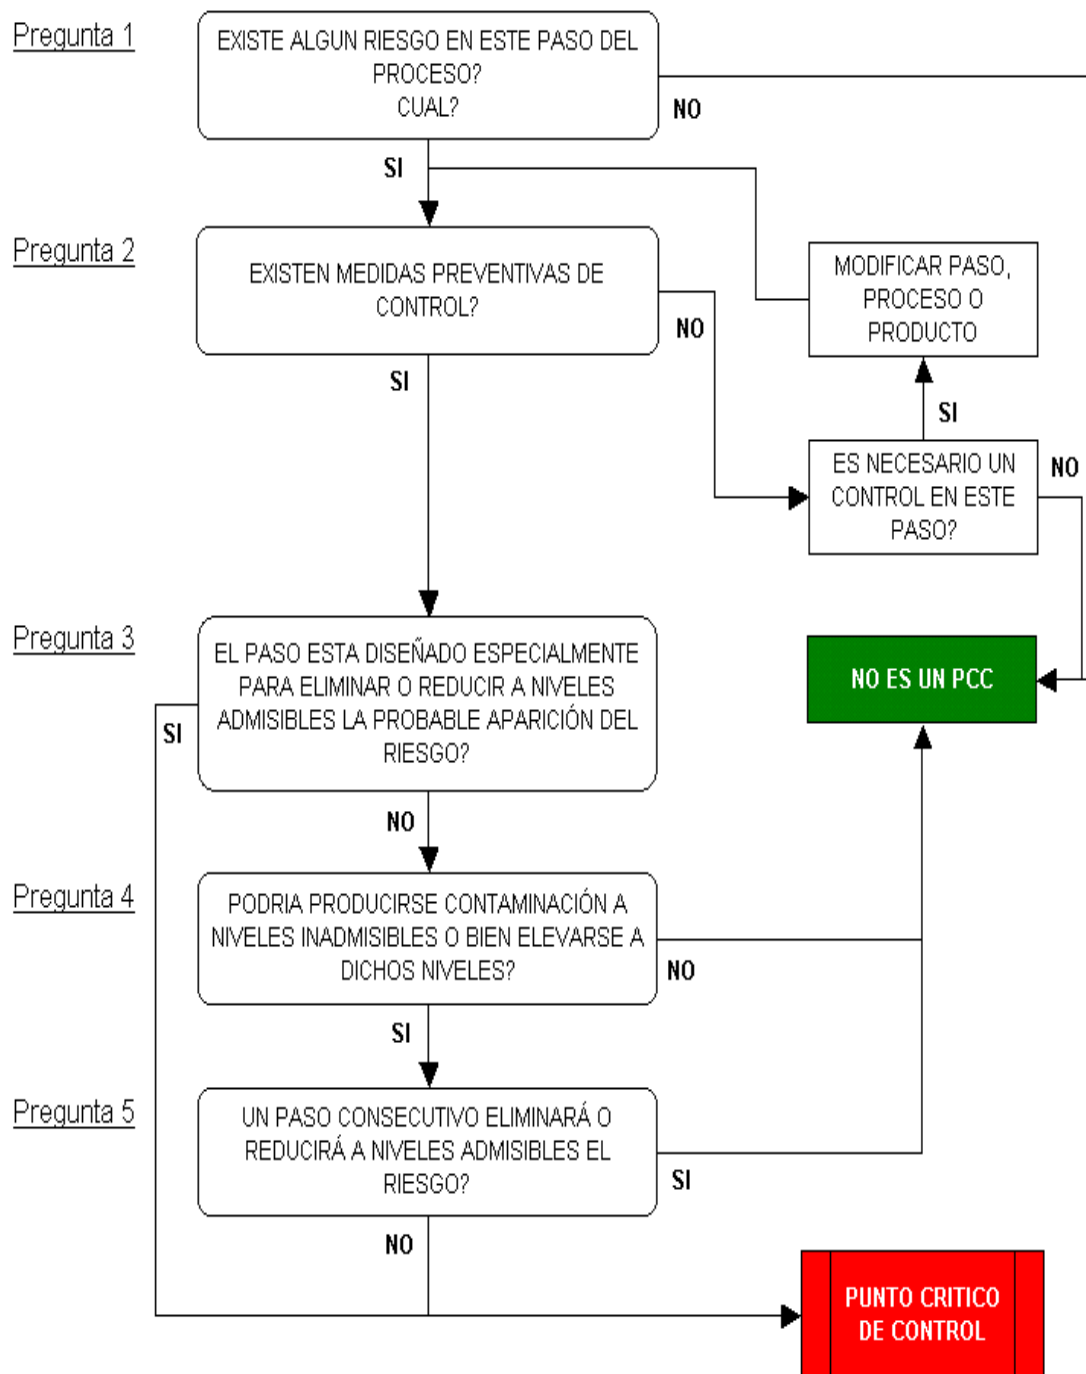 Pregunta 1
EXISTE ALGUN RIESGO EN ESTE PASO DEL
PROCESO?
CUAL?
NO
SI
Pregunta 2
EXISTEN MEDIDAS PREVENTIVAS DE
CONTROL?
NO
SI
MODIFICAR PASO,
PROCESO O
PRODUCTO
SI
ES NECESARIO UN
CONTROL EN ESTE
PASO?
NO
Pregunta 3
EL PASO ESTA DISEÑADO ESPECIALMENTE
PARA ELIMINAR O REDUCIR A NIVELES
ADMISIBLES LA PROBABLE APARICIÓN DEL
RIESGO?
SI
NO
NO ES UN PCC
Pregunta 4
PODRIA PRODUCIRSE CONTAMINACIÓN A
NIVELES INADMISIBLES O BIEN ELEVARSE A
DICHOS NIVELES?
NO
SI
Pregunta 5
UN PASO CONSECUTIVO ELIMINARÁ O
REDUCIRÁ A NIVELES ADMISIBLES EL
RIESGO?
SI
NO
PUNTO CRITICO
DE CONTROL